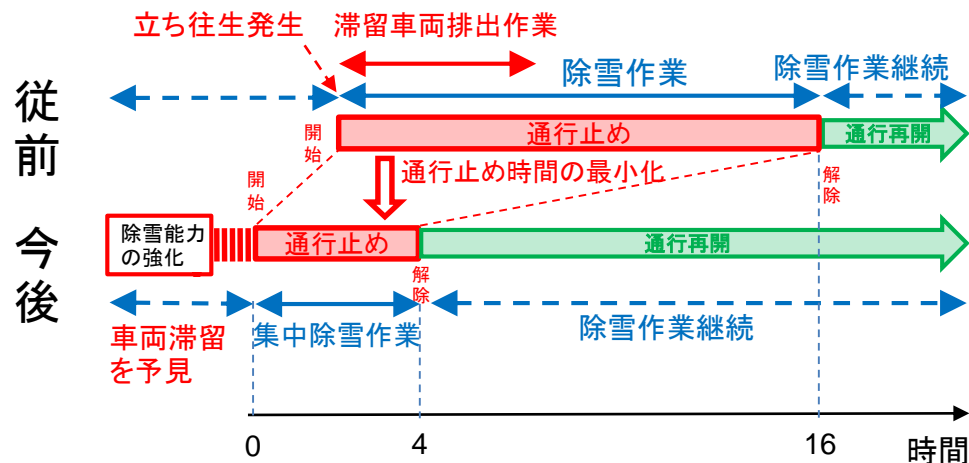 立ち往生発生
滞留車両排出作業
除雪作業
除雪作業継続
従前
開始
通行止め
通行再開
解除
通行止め時間の最小化
今後
除雪能力
の強化
開始
通行止め
通行再開
解除
車両滞留
を予見
集中除雪作業
除雪作業継続
0
4
16
時間